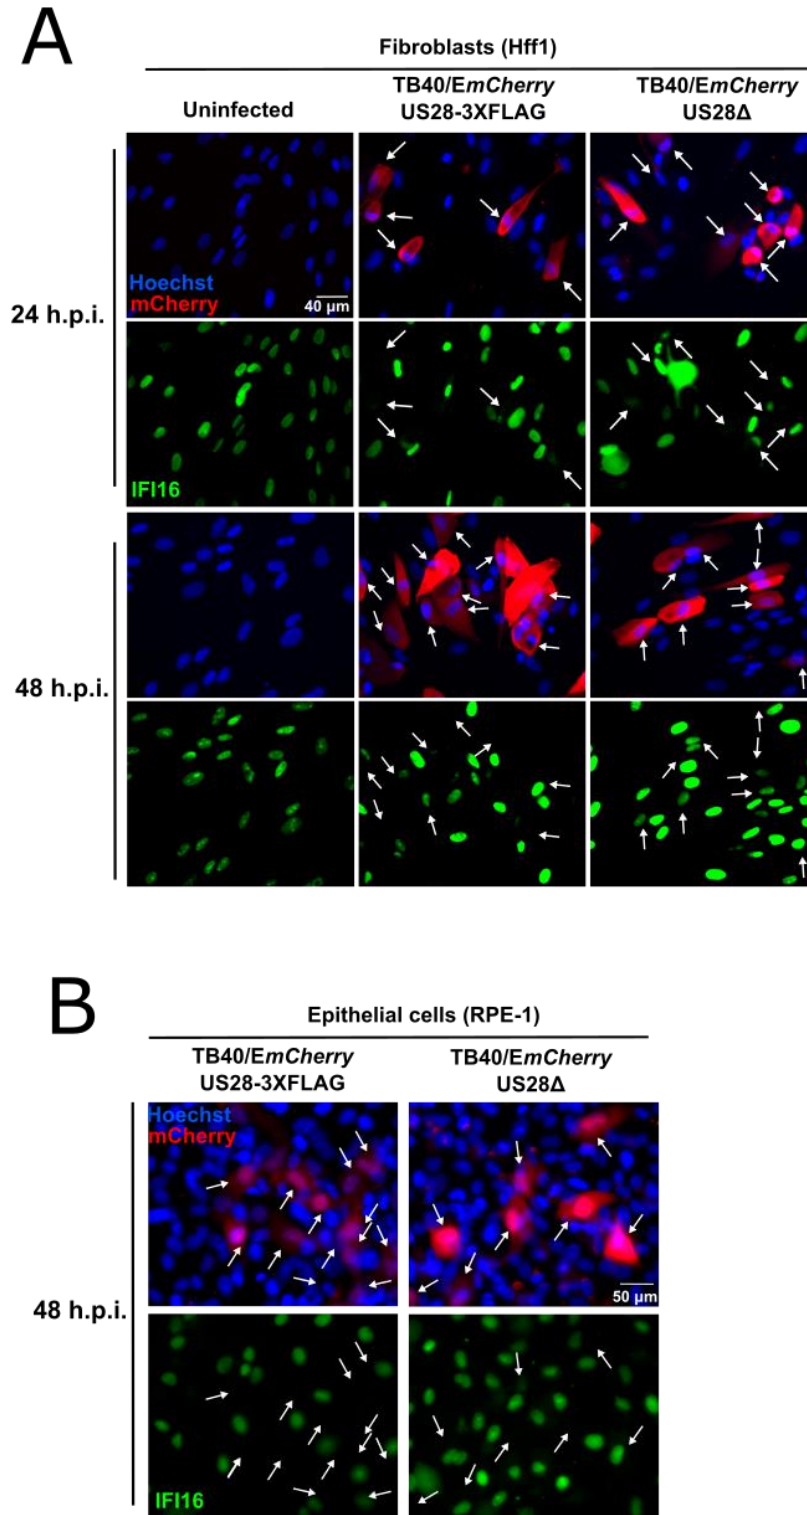 A
Fibroblasts (Hff1)
Uninfected
TB40/EmCherry
US28-3XFLAG
TB40/EmCherry
US28Δ
24 h.p.i.
Hoechst
mCherry
40 µm
IFI16
48 h.p.i.
B
Epithelial cells (RPE-1)
TB40/EmCherry
US28-3XFLAG
TB40/EmCherry
US28Δ
48 h.p.i.
Hoechst
mCherry
50 µm
IFI16